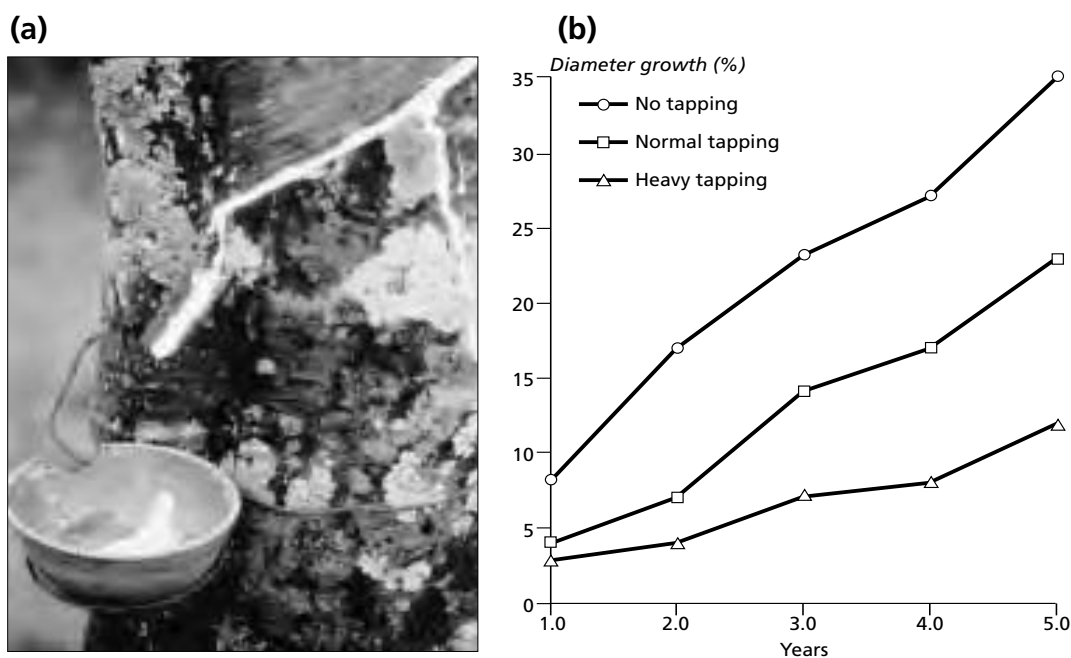 (a)
(b)
Diameter growth (%)
35
30
25
20
15
10
5
0
No tapping
Normal tapping
Heavy tapping
1.0 2.0 3.0 4.0 5.0
Years